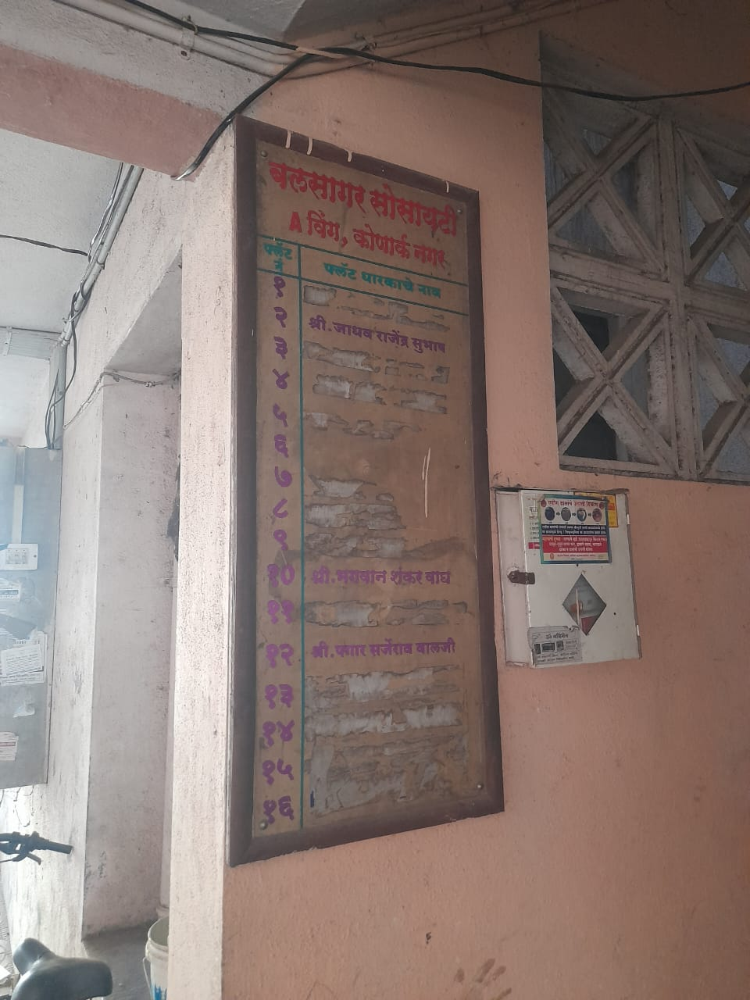 बलसागर सोसायटी
A विंग, कोणार्क नगर
फ्लॅट नं
फ्लॅट धारकाचे नाव
१
२ श्री.जाधव राजेंद्र सुभाष
३
४
५
६
७
८
९
१० श्री.भगवान शंकर वाघ
११
१२ श्री.पगार सर्जेराव वालजी
१३
१४
१५
१६